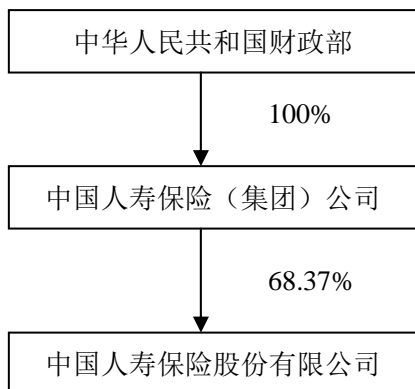 中华人民共和国财政部
100%
中国人寿保险（集团）公司
68.37%
中国人寿保险股份有限公司